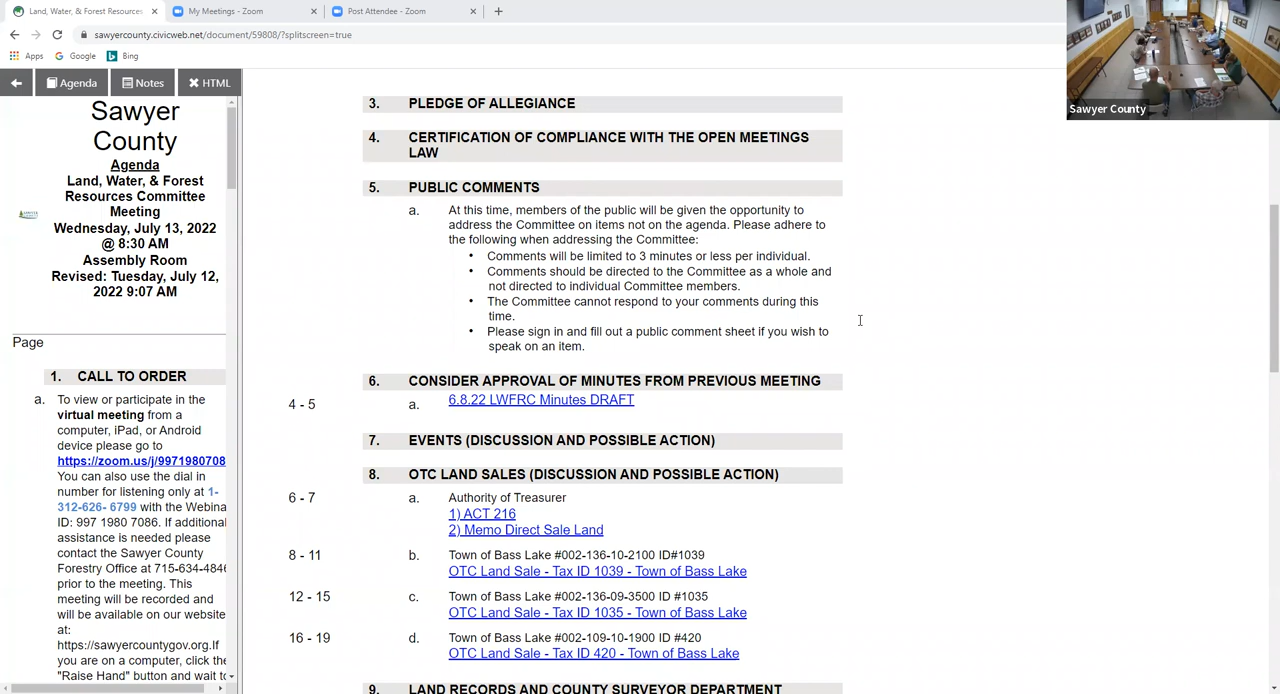 Land, Water, & Forest Resources
My Meetings - Zoom
Post Attendee - Zoom
sawyercounty.civicweb.net/document/59808/?splitscreen=true
Apps
Google
Bing
Sawyer County
Agenda
Notes
HTML
Sawyer
County
Agenda
Land, Water, & Forest
Resources Committee
Meeting
Wednesday, July 13, 2022
@ 8:30 AM
Assembly Room
Revised: Tuesday, July 12,
2022 9:07 AM
Page
1. CALL TO ORDER
a. To view or participate in the
virtual meeting from a
computer, iPad, or Android
device please go to
https://zoom.us/j/9971980708
You can also use the dial in
number for listening only at 1-
312-626- 6799 with the Webina
ID: 997 1980 7086. If additiona
assistance is needed please
contact the Sawyer County
Forestry Office at 715-634-4846
prior to the meeting. This
meeting will be recorded and
will be available on our website
at:
https://sawyercountygov.org.If
you are on a computer, click the
"Raise Hand" button and wait to
3. PLEDGE OF ALLEGIANCE
4. CERTIFICATION OF COMPLIANCE WITH THE OPEN MEETINGS
LAW
5. PUBLIC COMMENTS
a. At this time, members of the public will be given the opportunity to
address the Committee on items not on the agenda. Please adhere to
the following when addressing the Committee:
• Comments will be limited to 3 minutes or less per individual.
• Comments should be directed to the Committee as a whole and
not directed to individual Committee members.
• The Committee cannot respond to your comments during this
time.
• Please sign in and fill out a public comment sheet if you wish to
speak on an item.
6. CONSIDER APPROVAL OF MINUTES FROM PREVIOUS MEETING
4 - 5 a. 6.8.22 LWFRC Minutes DRAFT
7. EVENTS (DISCUSSION AND POSSIBLE ACTION)
8. OTC LAND SALES (DISCUSSION AND POSSIBLE ACTION)
6 - 7 a. Authority of Treasurer
1) ACT 216
2) Memo Direct Sale Land
8 - 11 b. Town of Bass Lake #002-136-10-2100 ID#1039
OTC Land Sale - Tax ID 1039 - Town of Bass Lake
12 - 15 c. Town of Bass Lake #002-136-09-3500 ID #1035
OTC Land Sale - Tax ID 1035 - Town of Bass Lake
16 - 19 d. Town of Bass Lake #002-109-10-1900 ID #420
OTC Land Sale - Tax ID 420 - Town of Bass Lake
9. LAND RECORDS AND COUNTY SURVEYOR DEPARTMENT